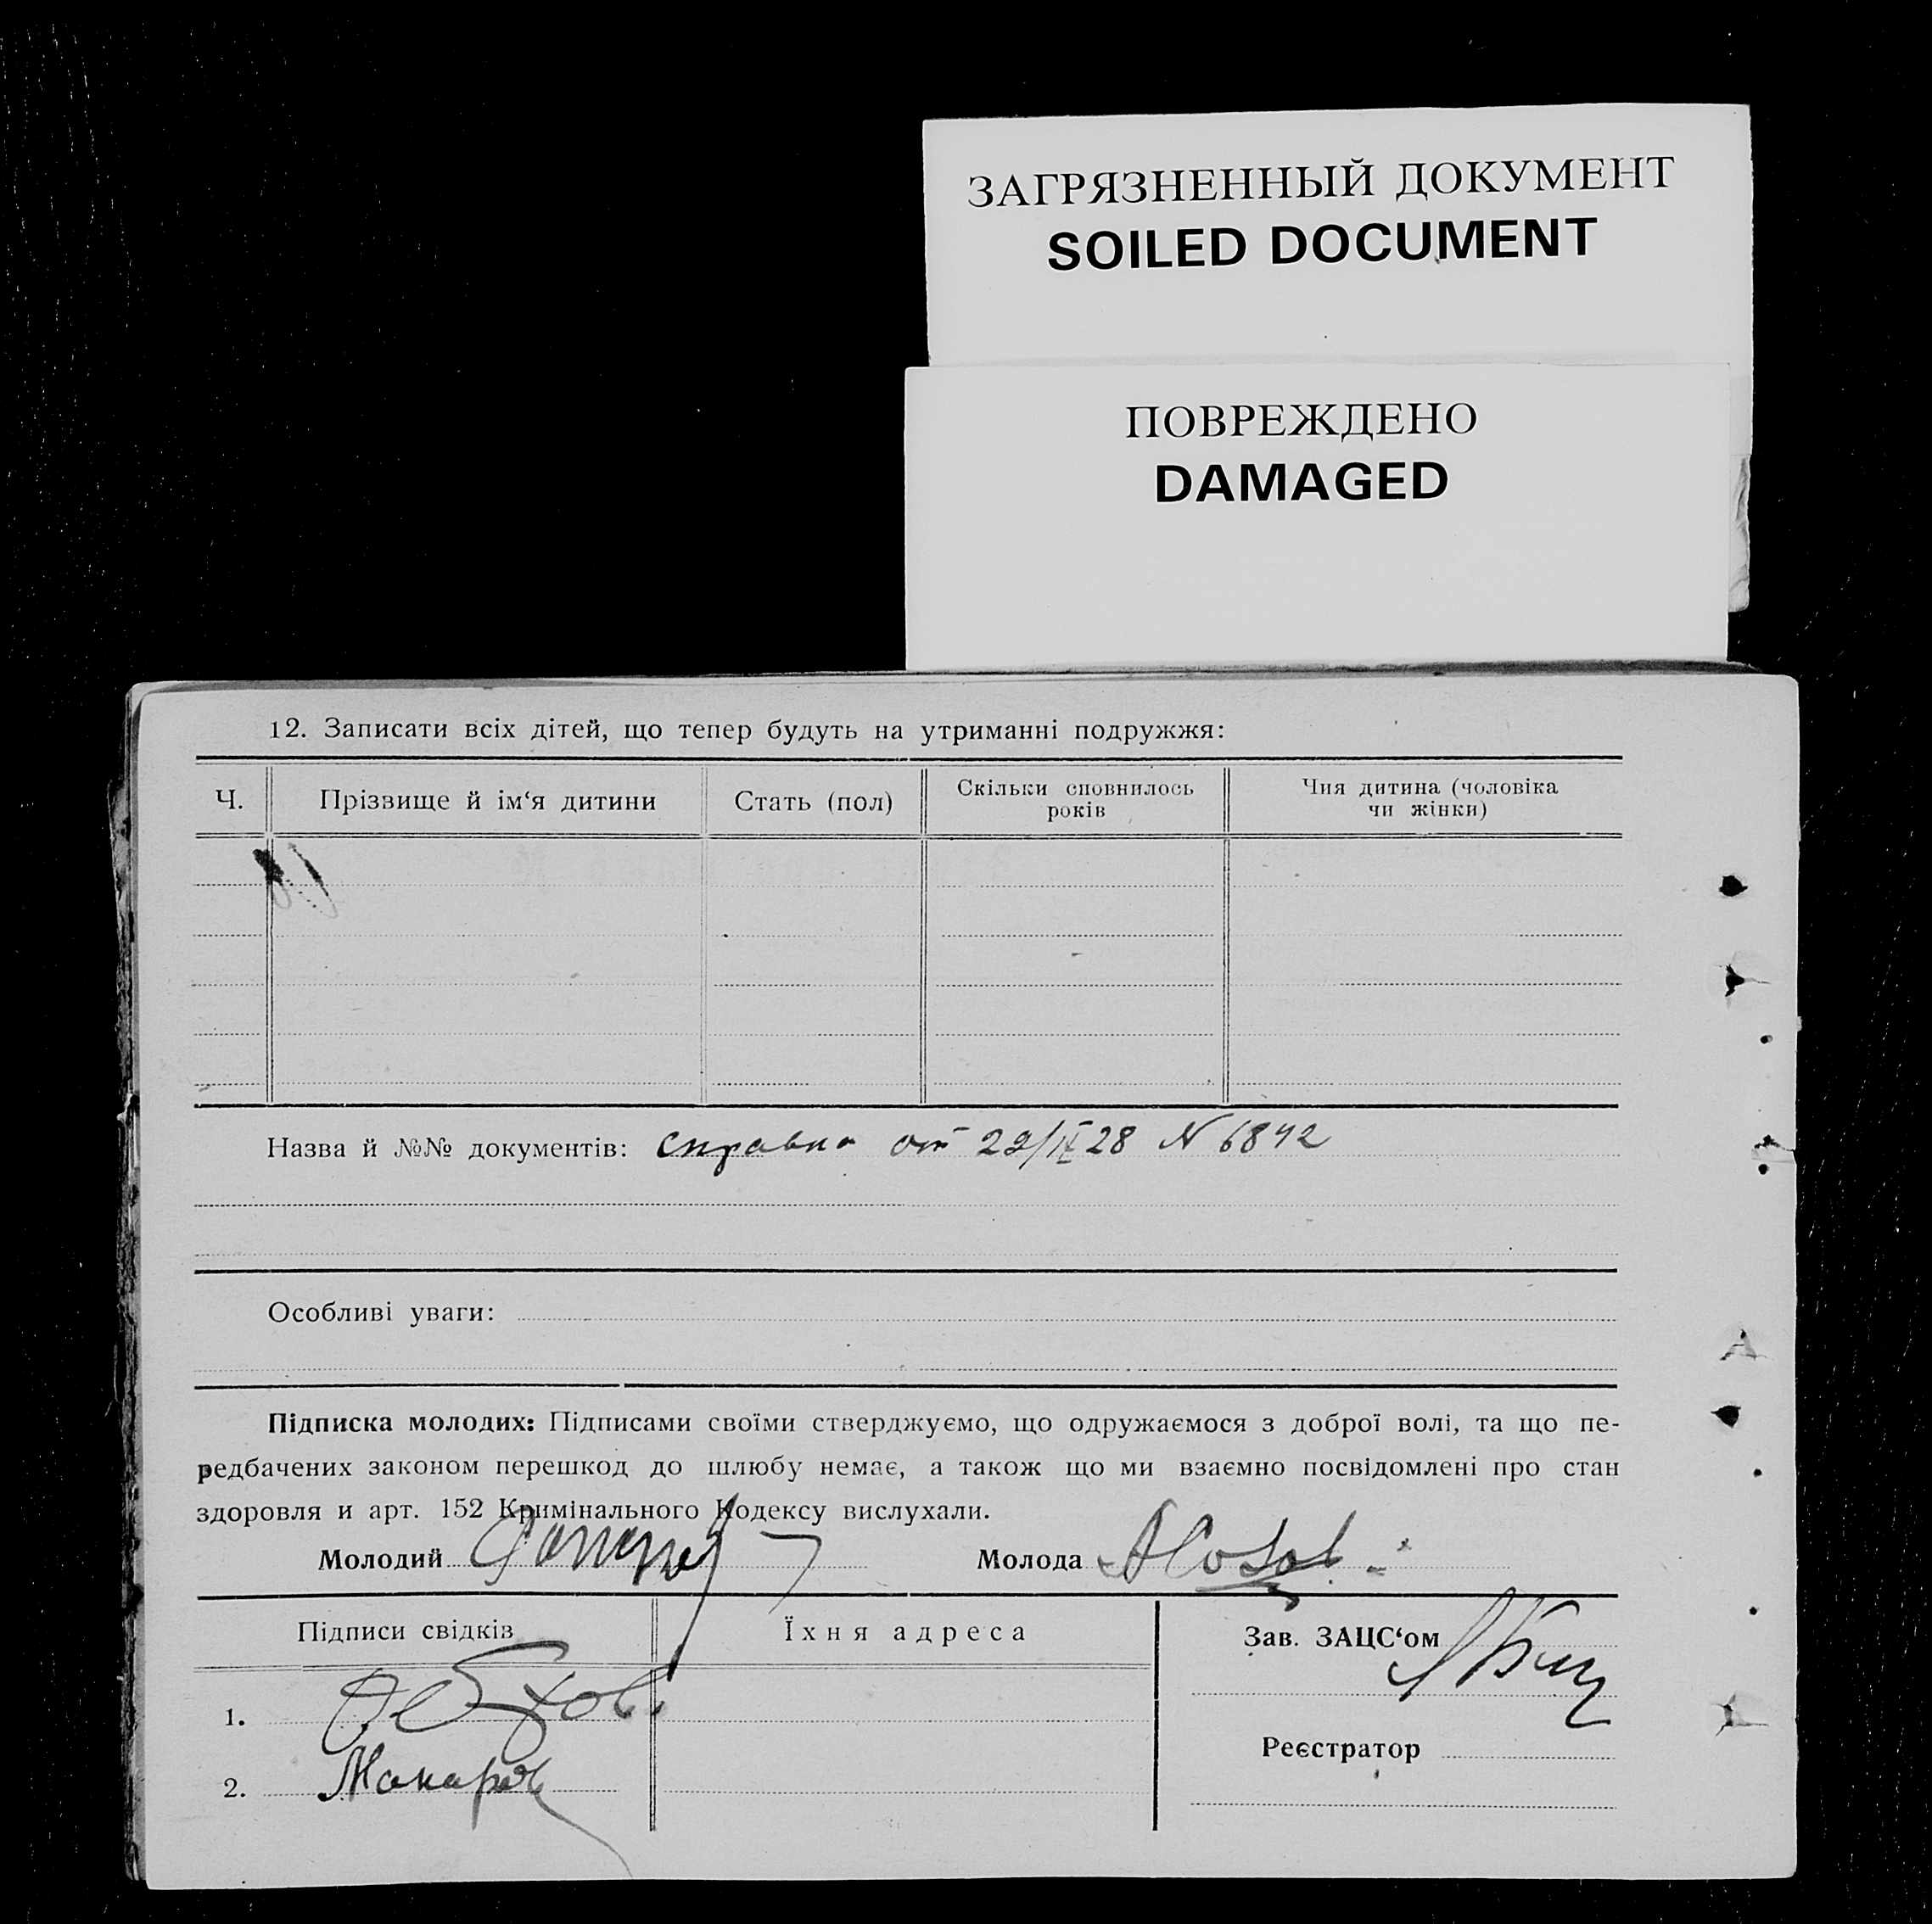 ЗАГРЯЗНЕННЫЙ ДОКУМЕНТ
SOILED DOCUMENT
ПОВРЕЖДЕНО
DAMAGED
12. Записати всіх дітей, що тепер будуть на утриманні подружжя:
Ч. Прізвище й ім‘я дитини Стать (пол) Скільки сповнилось років Чия дитина (чоловіка чи жінки)
Назва й №№ документів: справка от 22/IX 28 N 6842
Особливі уваги:
Підписка молодих: Підписами своїми стверджуємо, що одружаємося з доброї волі, та що пе-
редбачених законом перешкод до шлюбу немає, а також що ми взаємно посвідомлені про стан
здоровля и арт. 152 Кримінального Кодексу вислухали.
Молодий Молода
Підписи свідків Їхня адреса Зав. ЗАЦС‘ом
1.
Реєстратор
2. Макаров